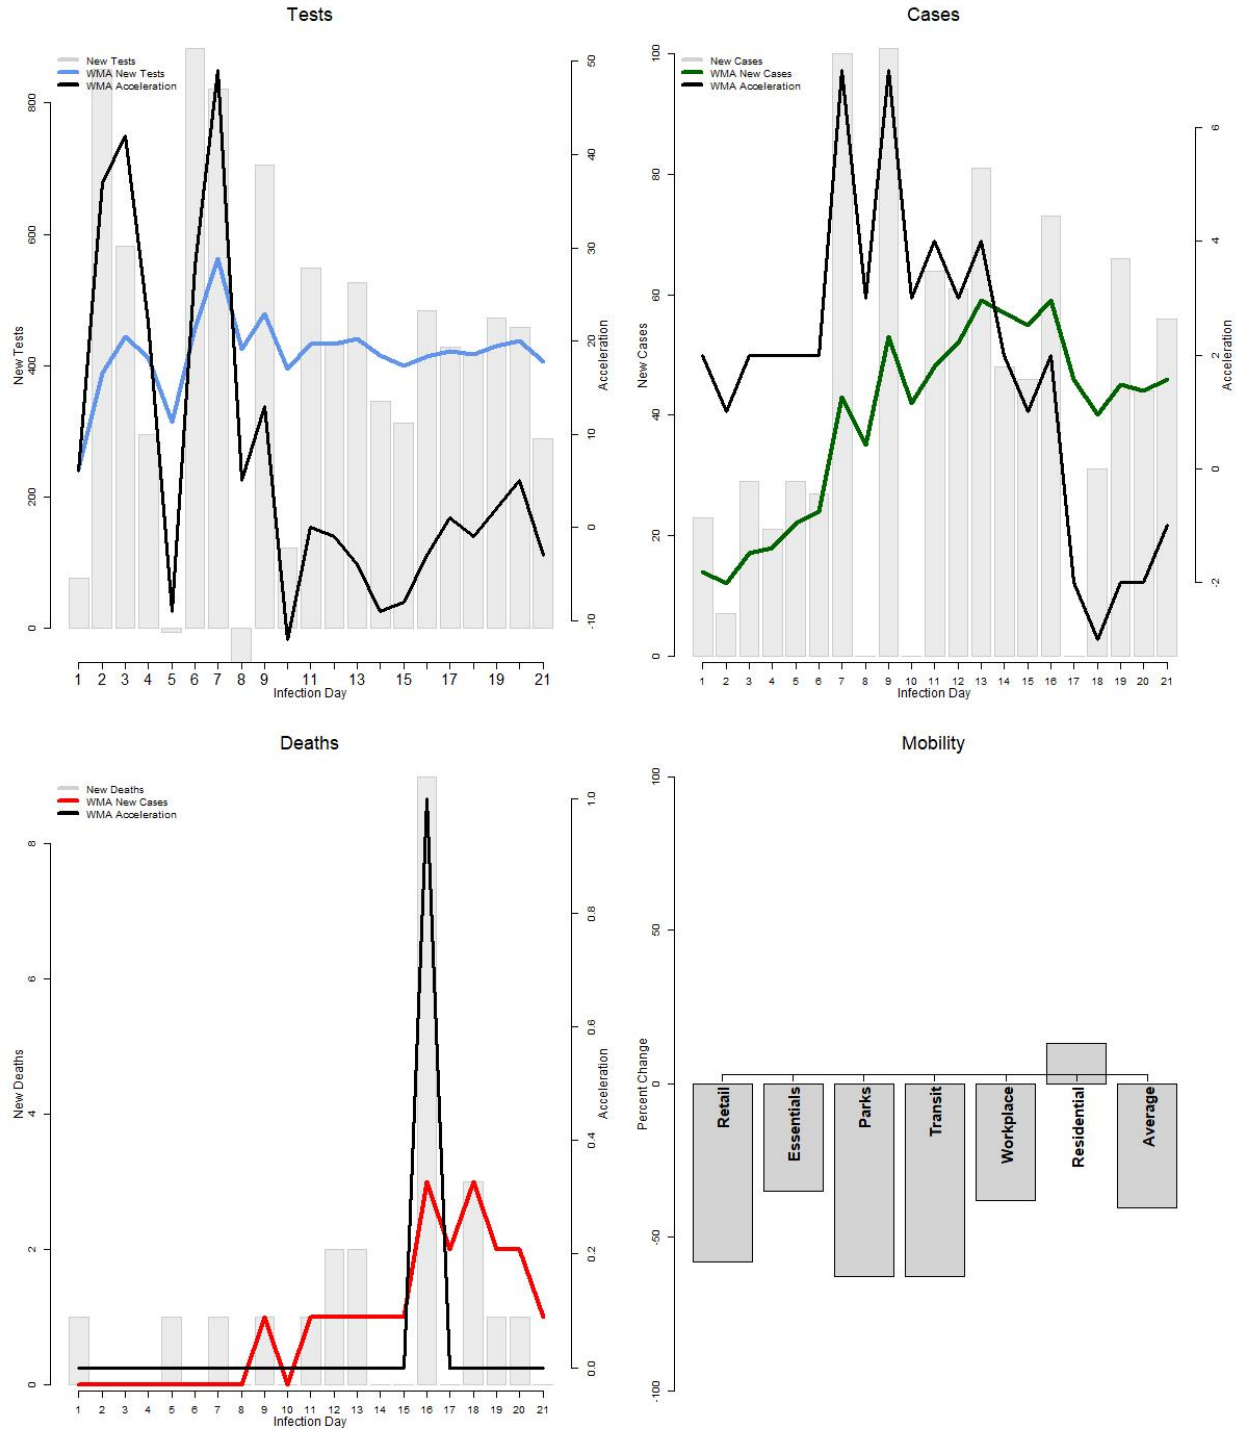 Tests
New Tests
WMA New Tests
WMA Acceleration
800
600
400
200
0
New Tests
50
40
30
20
10
0
-10
Acceleration
1 2 3 4 5 6 7 8 9 11 13 15 17 19 21
Infection Day
Cases
New Cases
WMA New Cases
WMA Acceleration
100
80
60
40
20
0
New Cases
6
4
2
0
-2
Acceleration
1 2 3 4 5 6 7 8 9 10 11 12 13 14 15 16 17 18 19 20 21
Infection Day
Deaths
New Deaths
WMA New Cases
WMA Acceleration
8
6
4
2
0
New Deaths
1.0
0.8
0.6
0.4
0.2
0.0
Acceleration
1 2 3 4 5 6 7 8 9 10 11 12 13 14 15 16 17 18 19 20 21
Infection Day
Mobility
100
50
0
-50
-100
Percent Change
Retail
Essentials
Parks
Transit
Workplace
Residential
Average